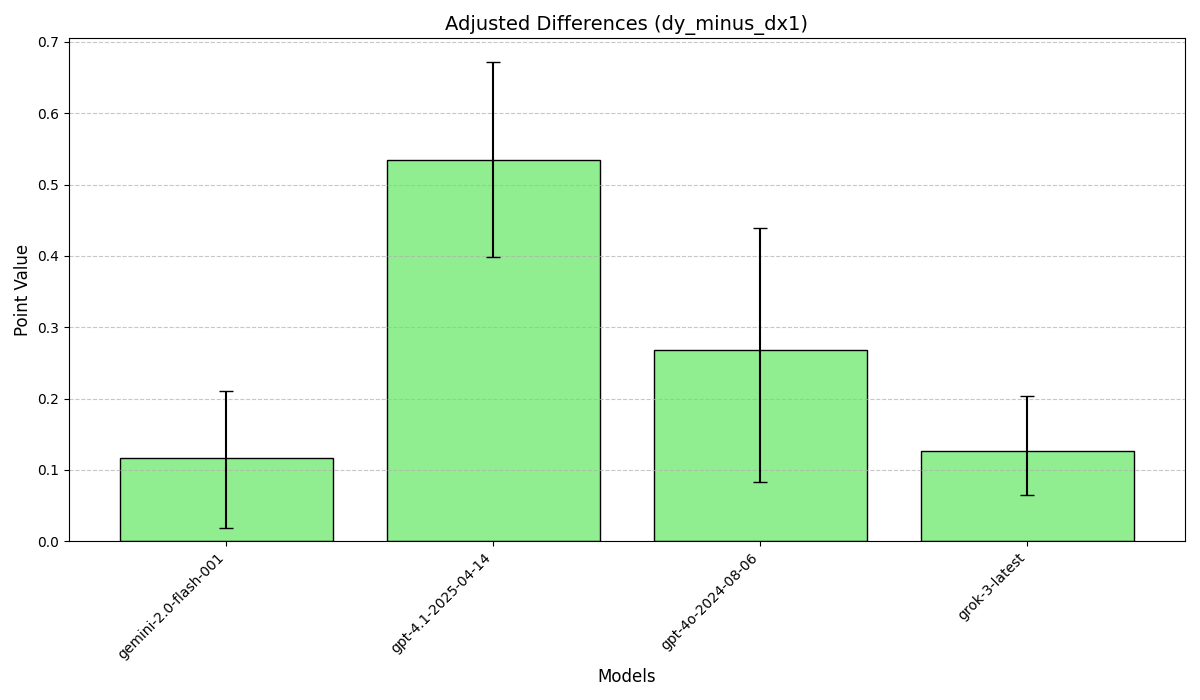 Adjusted Differences (dy_minus_dx1)
Point Value
0.7
0.6
0.5
0.4
0.3
0.2
0.1
0.0
gemini-2.0-flash-001
gpt-4.1-2025-04-14
gpt-4o-2024-08-06
grok-3-latest
Models